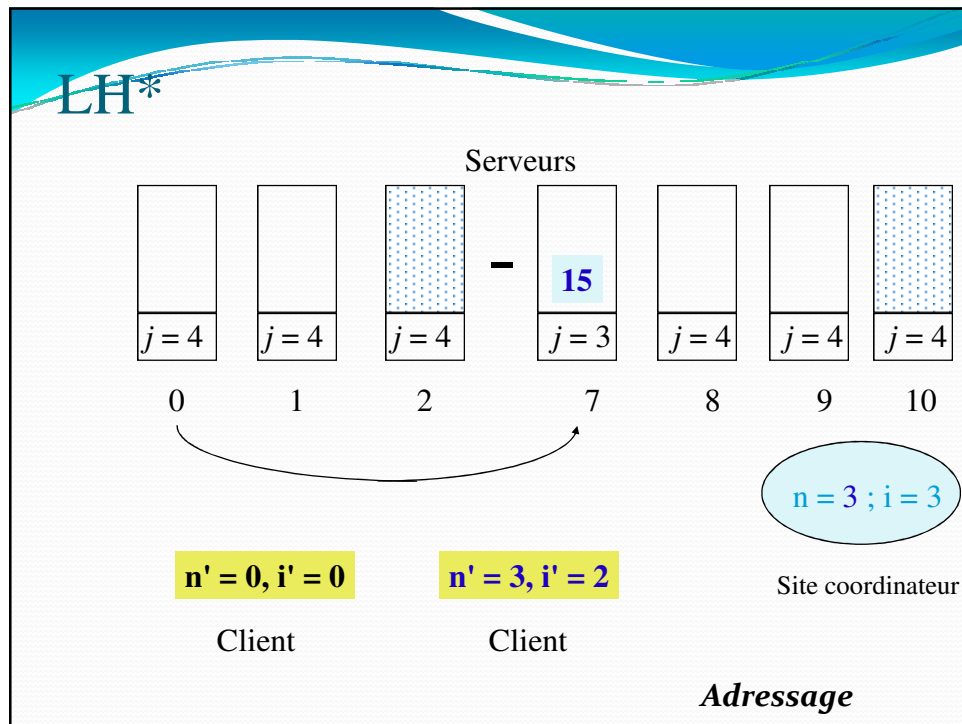 LH*
Serveurs
15
j = 4 j = 4 j = 4 j = 3 j = 4 j = 4 j = 4
0 1 2 - 7 8 9 10
n = 3 ; i = 3
n' = 0, i' = 0 n' = 3, i' = 2
Site coordinateur
Client Client
Adressage